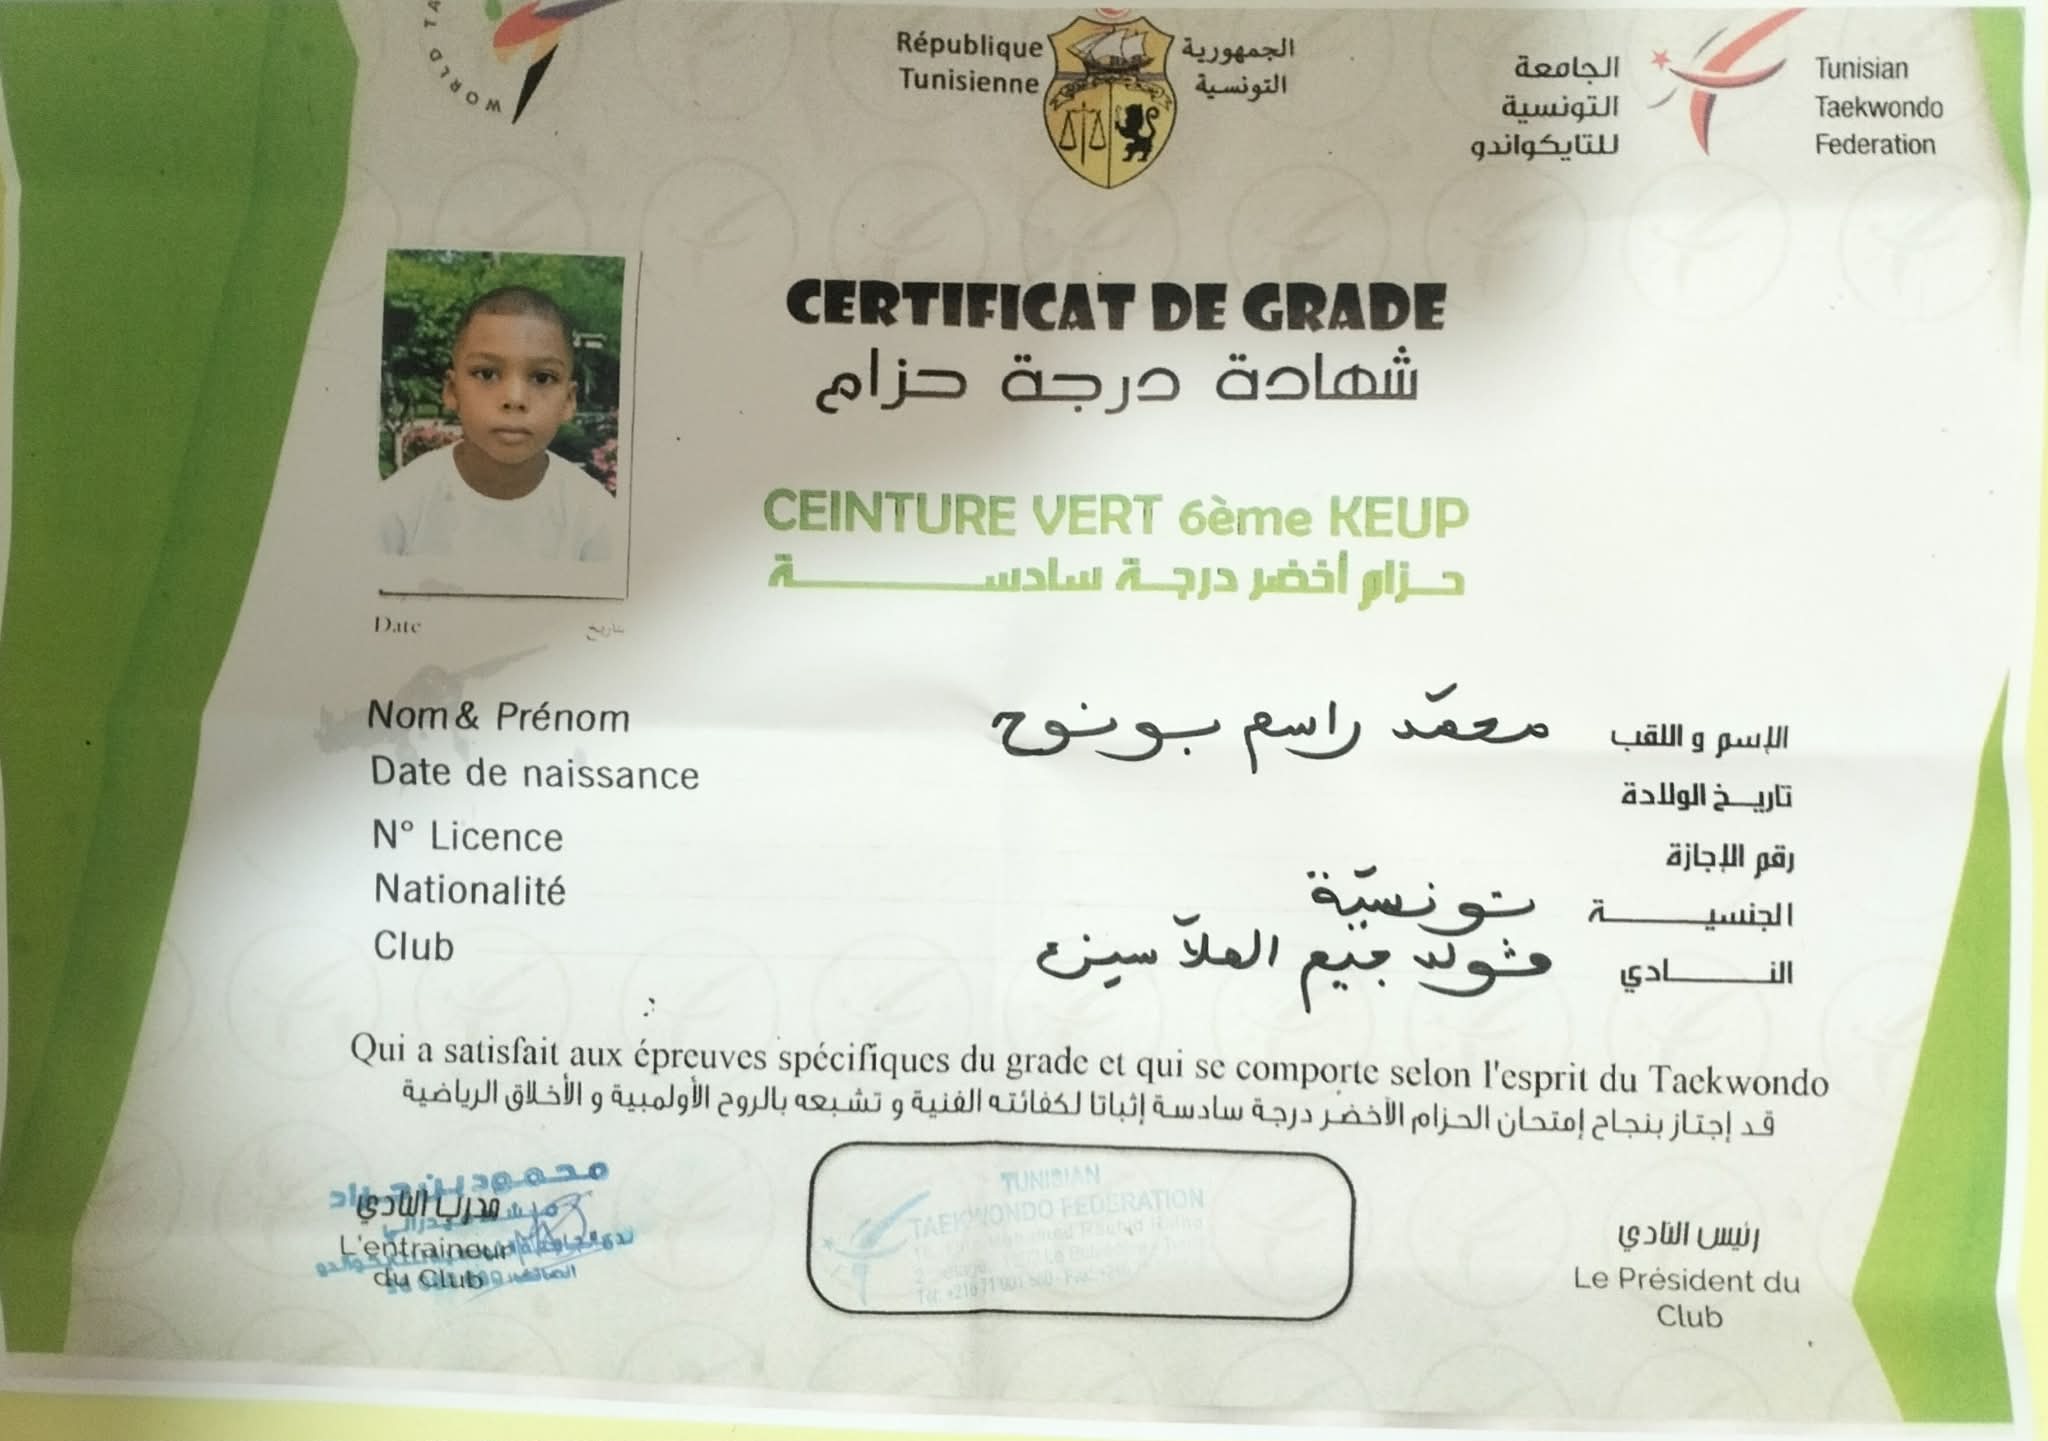 WORLD TA
République الجمهورية
Tunisienne التونسية
الجامعة
التونسية
للتايكواندو
Tunisian
Taekwondo
Federation
CERTIFICAT DE GRADE
شهادة درجة حزام
CEINTURE VERT 6ème KEUP
حزام أخضر درجة سادسة
Date تاريخ
Nom& Prénom محمّد راسم بونوح الإسم و اللقب
Date de naissance تاريخ الولادة
N° Licence رقم الإجازة
Nationalité تونسيّة الجنسية
Club النادي
Qui a satisfait aux épreuves spécifiques du grade et qui se comporte selon l'esprit du Taekwondo
قد إجتاز بنجاح إمتحان الحزام الأخضر درجة سادسة إثباتا لكفائته الفنية و تشبعه بالروح الأولمبية و الأخلاق الرياضية
مدرب النادي
L'entraineur
du Club
TUNISIAN
TAEKWONDO FEDERATION
رئيس النادي
Le Président du
Club